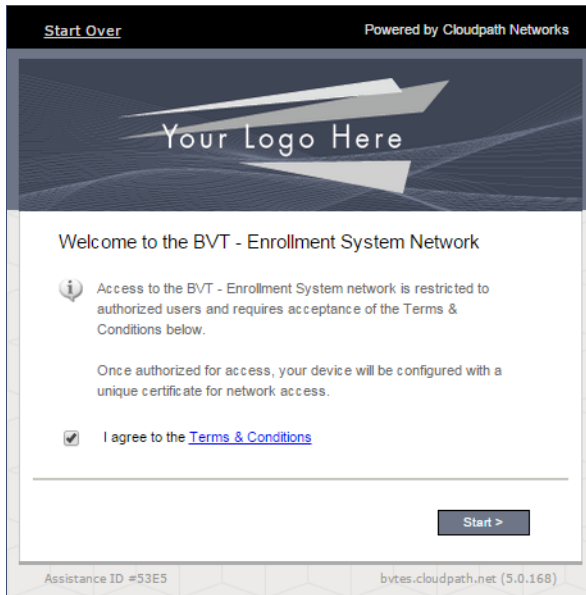 Start Over Powered by Cloudpath Networks
Your Logo Here
Welcome to the BVT - Enrollment System Network
Access to the BVT - Enrollment System network is restricted to
authorized users and requires acceptance of the Terms &
Conditions below.
Once authorized for access, your device will be configured with a
unique certificate for network access.
I agree to the Terms & Conditions
Start >
Assistance ID #53E5 bvtes.cloudpath.net (5.0.168)